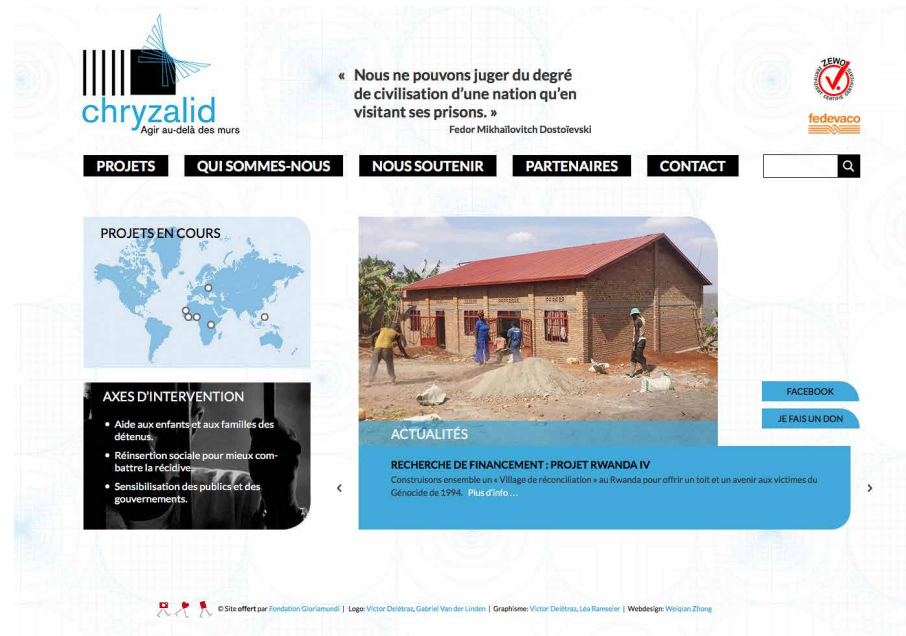 chryzalid
Agir au-delà des murs
« Nous ne pouvons juger du degré
de civilisation d'une nation qu'en
visitant ses prisons. »
Fedor Mikhaïlovitch Dostoïevski
ZEWO
fedevaco
PROJETS
QUI SOMMES-NOUS
NOUS SOUTENIR
PARTENAIRES
CONTACT
PROJETS EN COURS
AXES D'INTERVENTION
• Aide aux enfants et aux familles des
détenus.
• Réinsertion sociale pour mieux com-
battre la récidive.
• Sensibilisation des publics et des
gouvernements.
ACTUALITÉS
RECHERCHE DE FINANCEMENT : PROJET RWANDA IV
Construisons ensemble un « Village de réconciliation » au Rwanda pour offrir un toit et un avenir aux victimes du
Génocide de 1994. Plus d'info ...
FACEBOOK
JE FAIS UN DON
© Site offert par Fondation Gloriamundi | Logo: Victor Delétraz, Gabriel Van der Linden | Graphisme: Victor Delétraz, Léa Ramseier | Webdesign: Weiqian Zhong